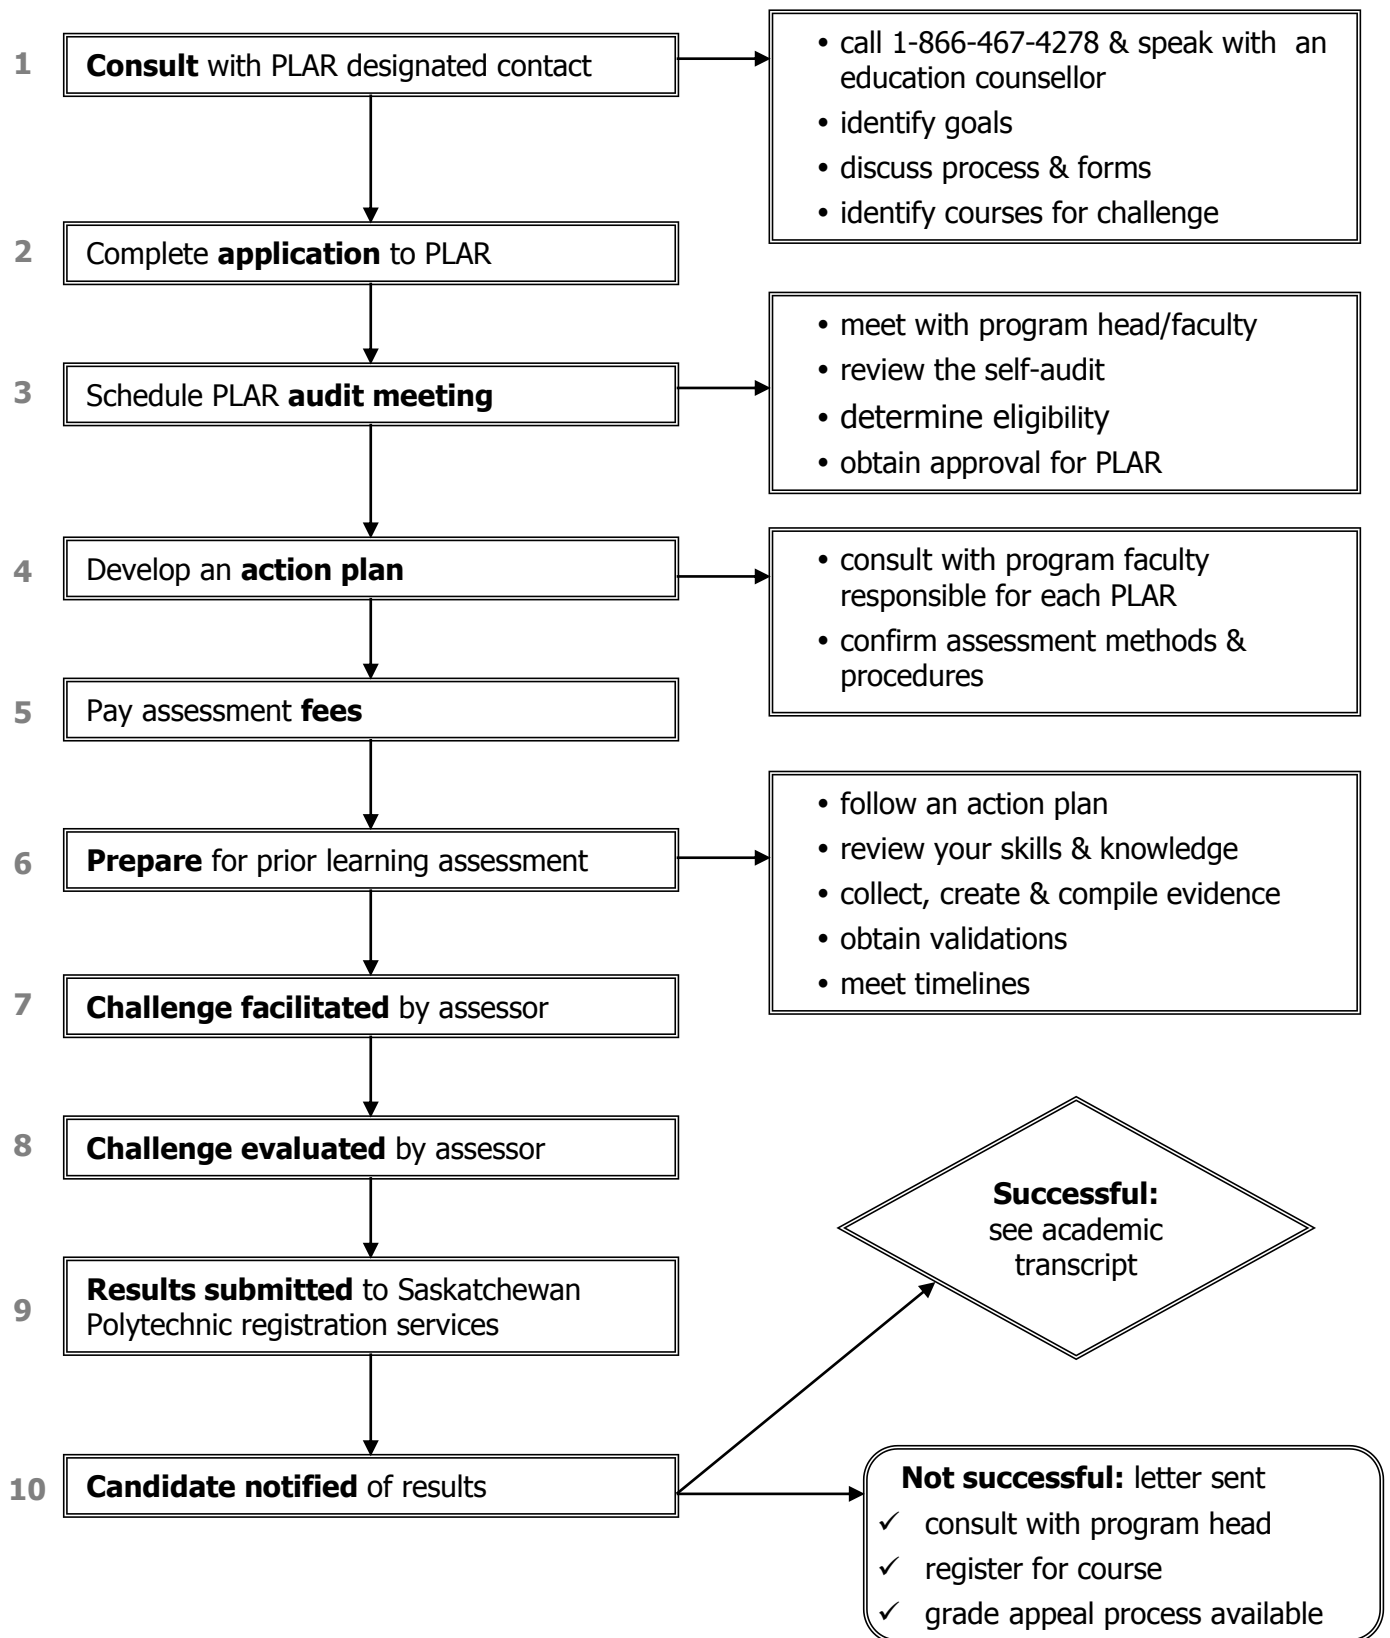 1
Consult with PLAR designated contact
• call 1-866-467-4278 & speak with an
education counsellor
• identify goals
• discuss process & forms
• identify courses for challenge
2
Complete application to PLAR
3
Schedule PLAR audit meeting
• meet with program head/faculty
• review the self-audit
• determine eligibility
• obtain approval for PLAR
4
Develop an action plan
• consult with program faculty
responsible for each PLAR
• confirm assessment methods &
procedures
5
Pay assessment fees
6
Prepare for prior learning assessment
• follow an action plan
• review your skills & knowledge
• collect, create & compile evidence
• obtain validations
• meet timelines
7
Challenge facilitated by assessor
8
Challenge evaluated by assessor
9
Results submitted to Saskatchewan
Polytechnic registration services
10
Candidate notified of results
Successful:
see academic
transcript
Not successful: letter sent
✓ consult with program head
✓ register for course
✓ grade appeal process available